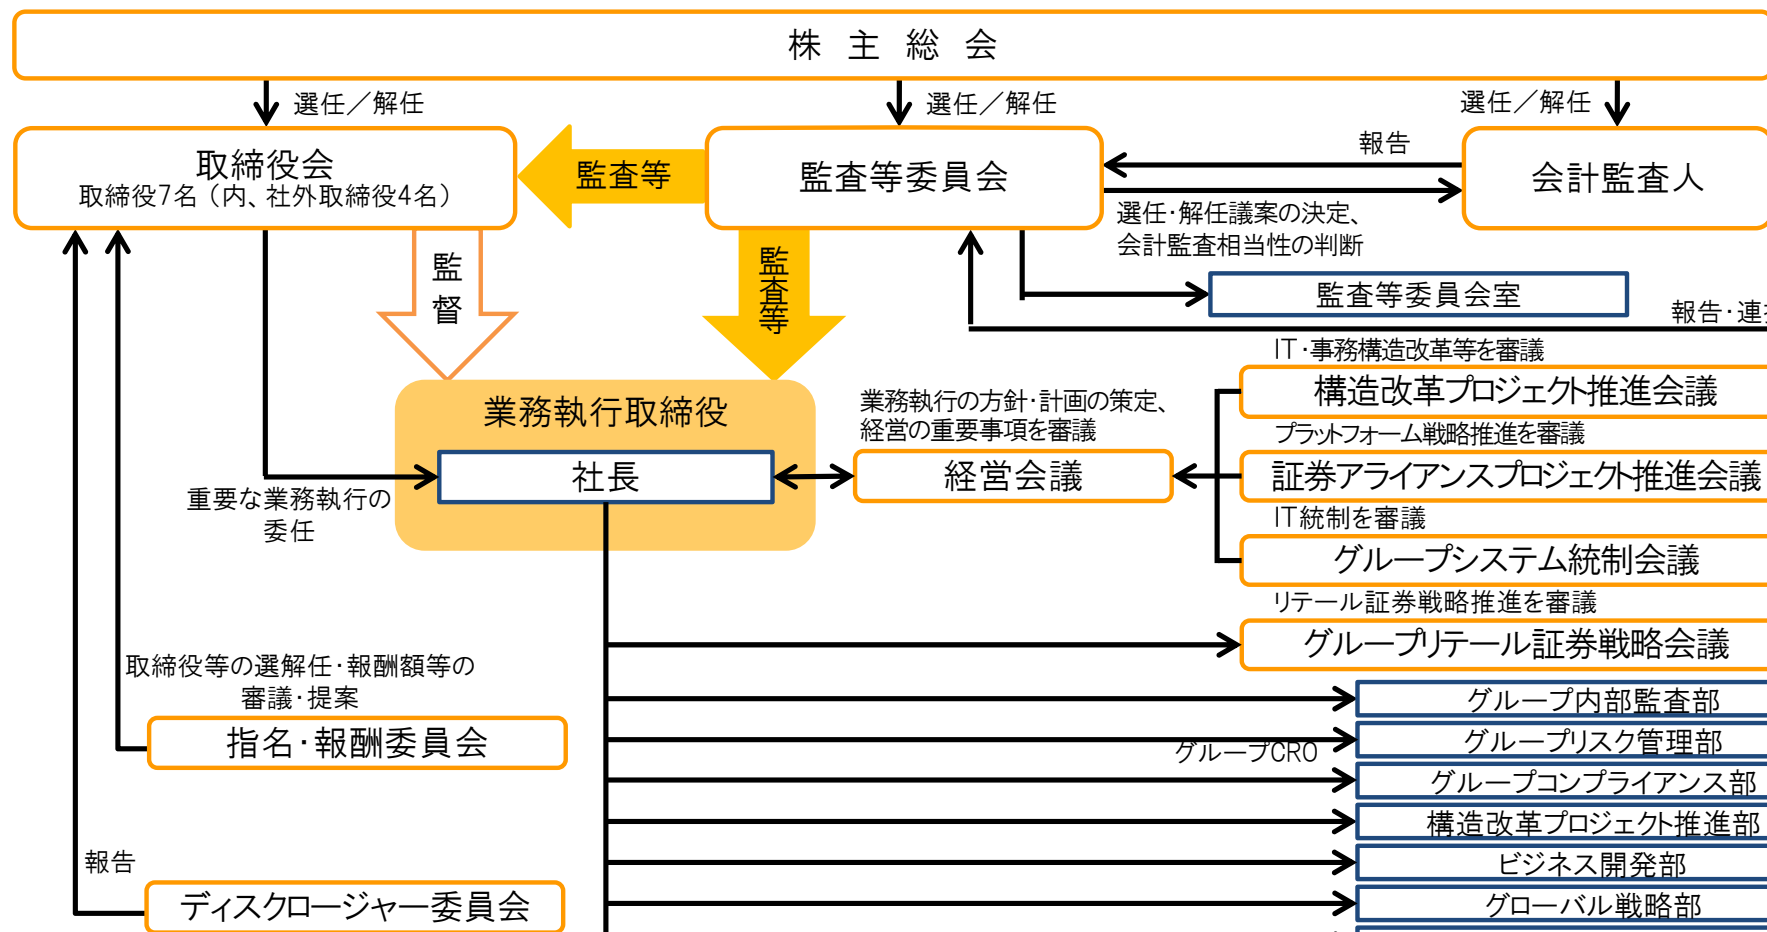 株 主 総 会
選任／解任
選任／解任
選任／解任
取締役会
取締役7名（内、社外取締役4名）
監査等
監査等委員会
報告
会計監査人
選任・解任議案の決定、
会計監査相当性の判断
監督
監査等
監査等委員会室
報告・連
IT・事務構造改革等を審議
構造改革プロジェクト推進会議
業務執行取締役
業務執行の方針・計画の策定、
経営の重要事項を審議
プラットフォーム戦略推進を審議
社長
経営会議
証券アライアンスプロジェクト推進会議
重要な業務執行の
委任
IT統制を審議
グループシステム統制会議
リテール証券戦略推進を審議
グループリテール証券戦略会議
取締役等の選解任・報酬額等の
審議・提案
指名・報酬委員会
グループ内部監査部
グループCRO
グループリスク管理部
グループコンプライアンス部
構造改革プロジェクト推進部
報告
ビジネス開発部
ディスクロージャー委員会
グローバル戦略部